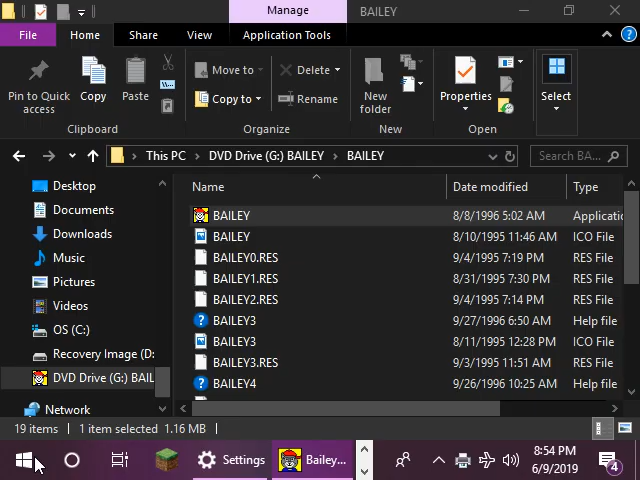 Manage
BAILEY
File
Home
Share
View
Application Tools
Pin to Quick
access
Copy
Paste
Move to
Copy to
Delete
Rename
New
folder
Properties
Select
Clipboard
Organize
New
Open
This PC
DVD Drive (G:) BAILEY
BAILEY
Search BA...
Desktop
Documents
Downloads
Music
Pictures
Videos
OS (C:)
Recovery Image (D:
DVD Drive (G:) BAIL
Network
Name
Date modified
Type
BAILEY 8/8/1996 5:02 AM Applicatio
BAILEY 8/10/1995 11:46 AM ICO File
BAILEY0.RES 9/4/1995 7:19 PM RES File
BAILEY1.RES 8/31/1995 7:30 PM RES File
BAILEY2.RES 9/4/1995 7:14 PM RES File
BAILEY3 9/27/1996 6:50 AM Help file
BAILEY3 8/11/1995 12:28 PM ICO File
BAILEY3.RES 9/3/1995 11:51 AM RES File
BAILEY4 9/26/1996 10:25 AM Help file
19 items
1 item selected 1.16 MB
Settings
Bailey...
8:54 PM
6/9/2019
4